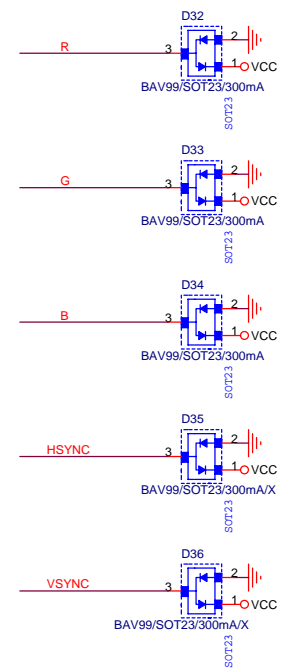 D32
R
3
2
1
VCC
BAV99/SOT23/300mA
SOT23
D33
G
3
2
1
VCC
BAV99/SOT23/300mA
SOT23
D34
B
3
2
1
VCC
BAV99/SOT23/300mA
SOT23
D35
HSYNC
3
2
1
VCC
BAV99/SOT23/300mA/X
SOT23
D36
VSYNC
3
2
1
VCC
BAV99/SOT23/300mA/X
SOT23